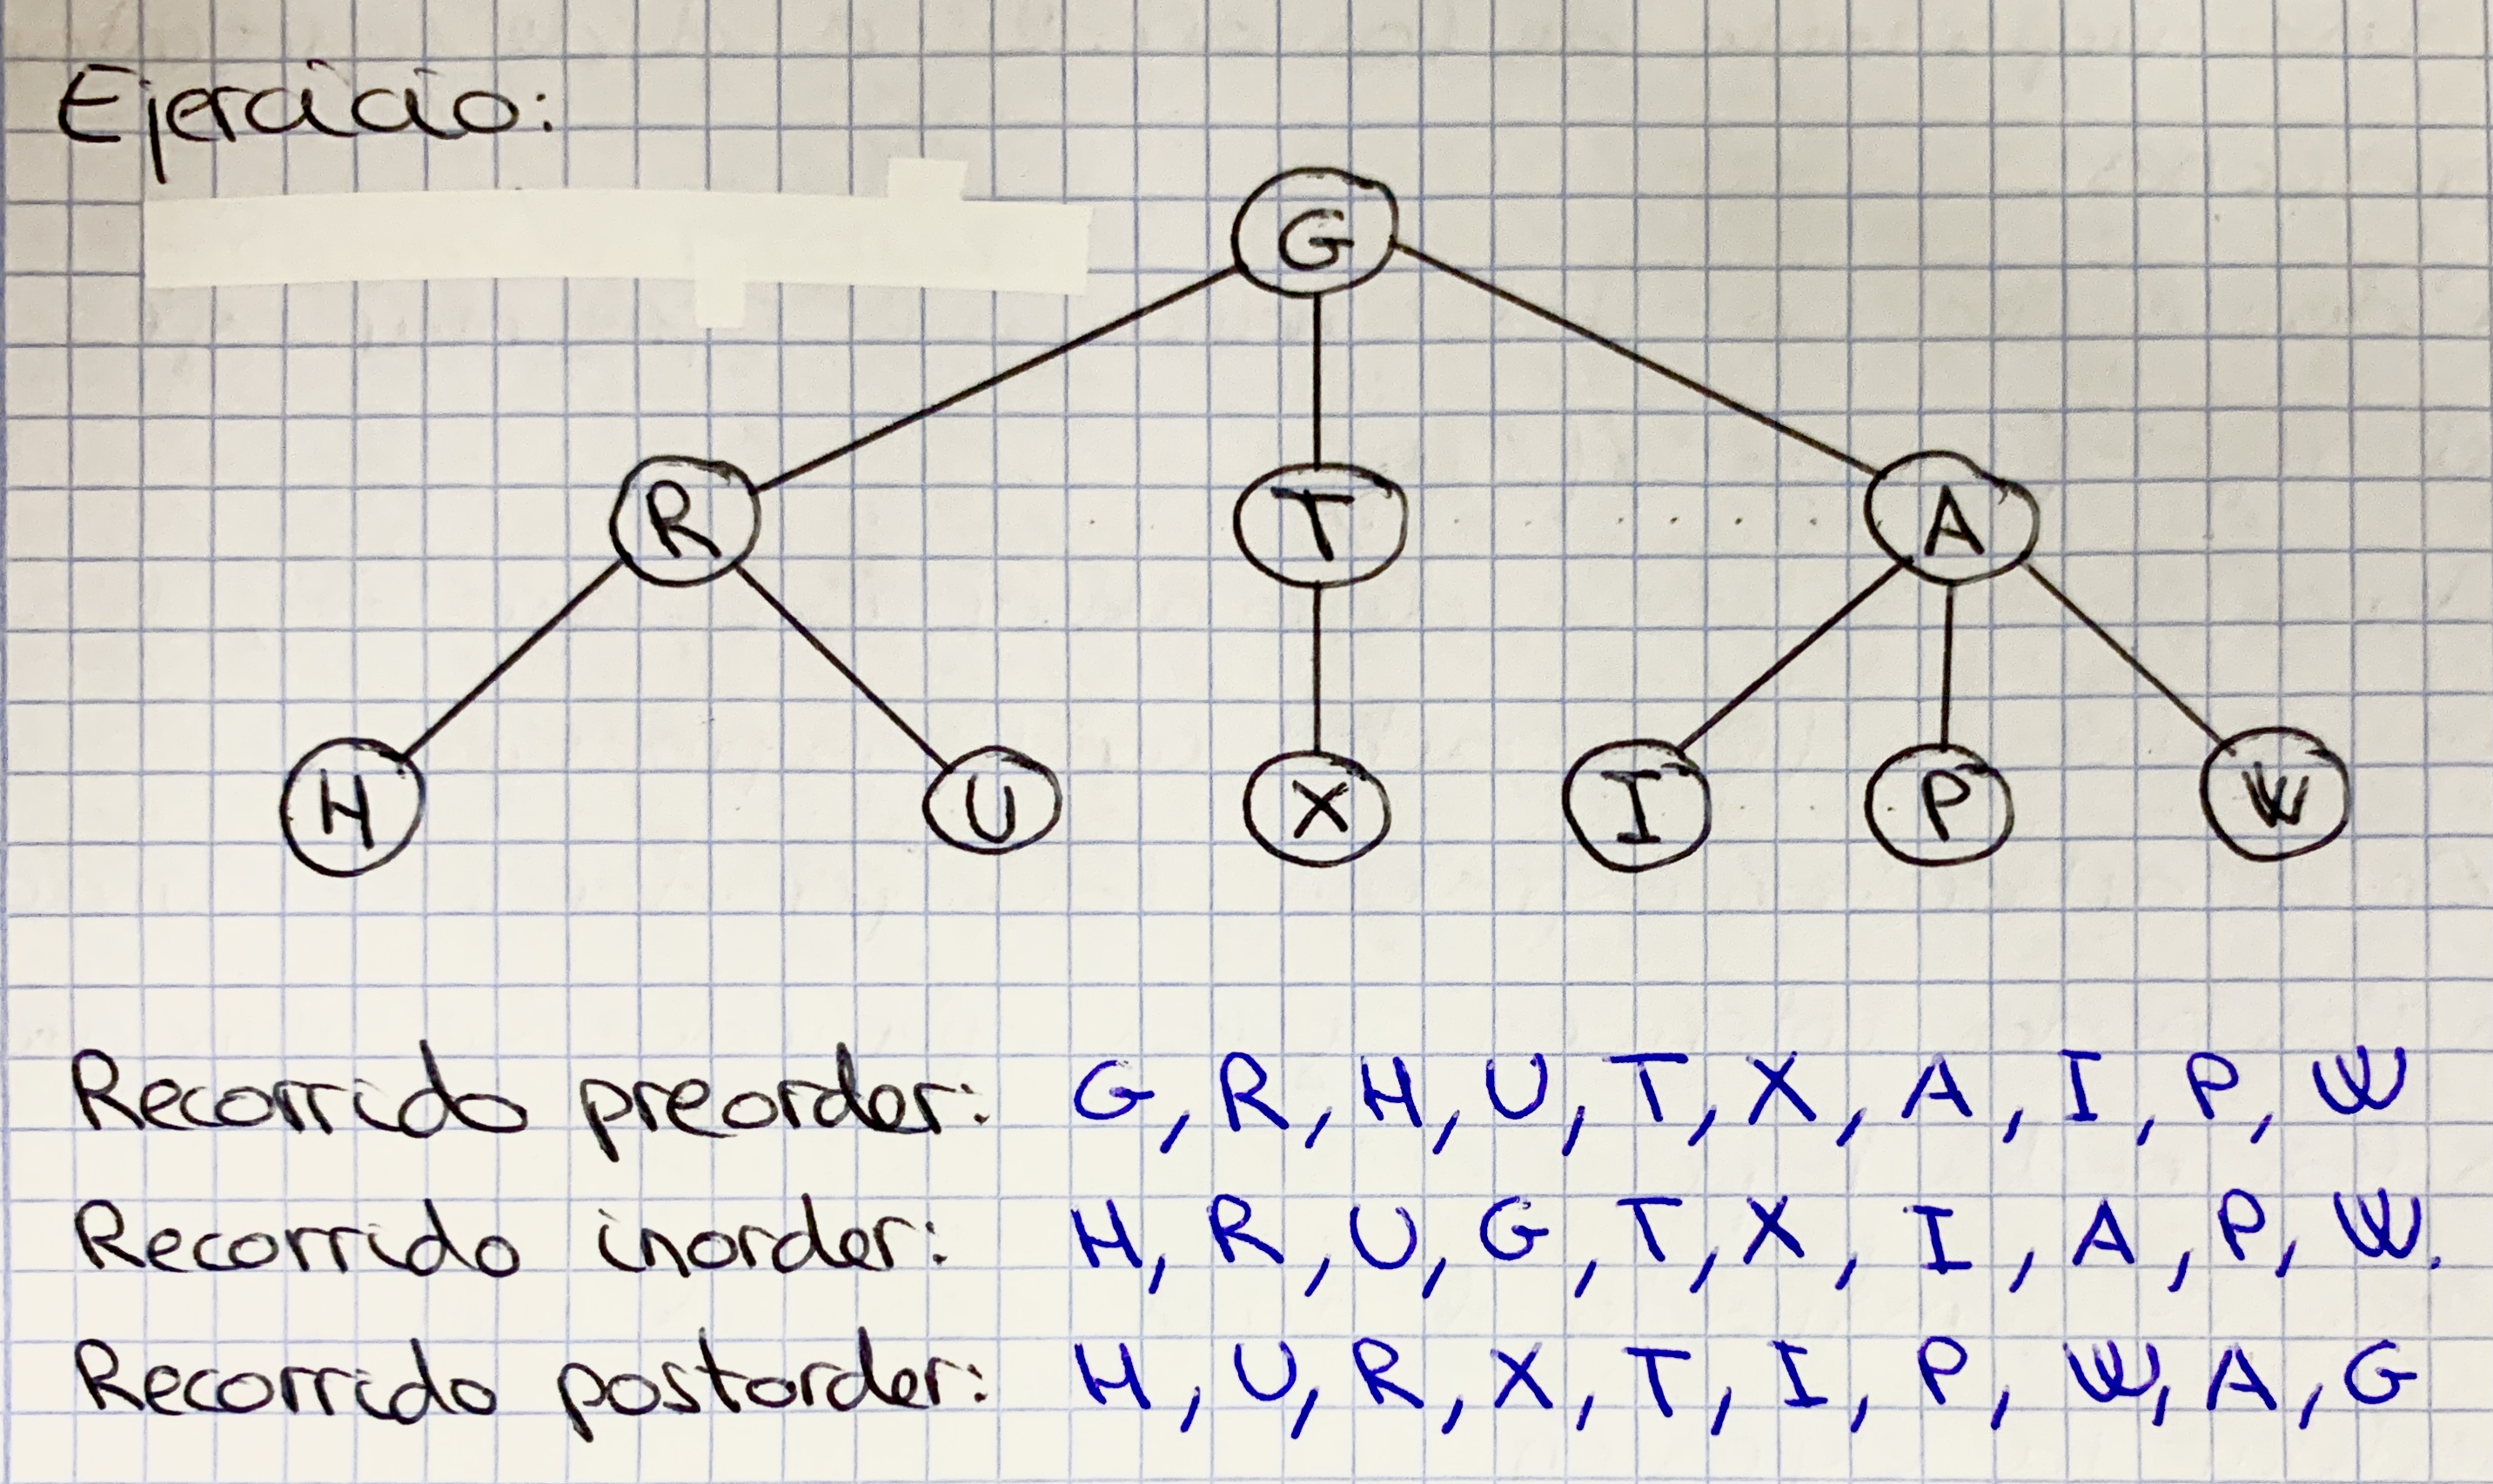 Ejercicio:
G
R T A
H U X I P W
Recorrido preorder: G, R, H, U, T, X, A, I, P, W
Recorrido inorder: H, R, U, G, T, X, I, A, P, W.
Recorrido postorder: H, U, R, X, T, I, P, W, A, G